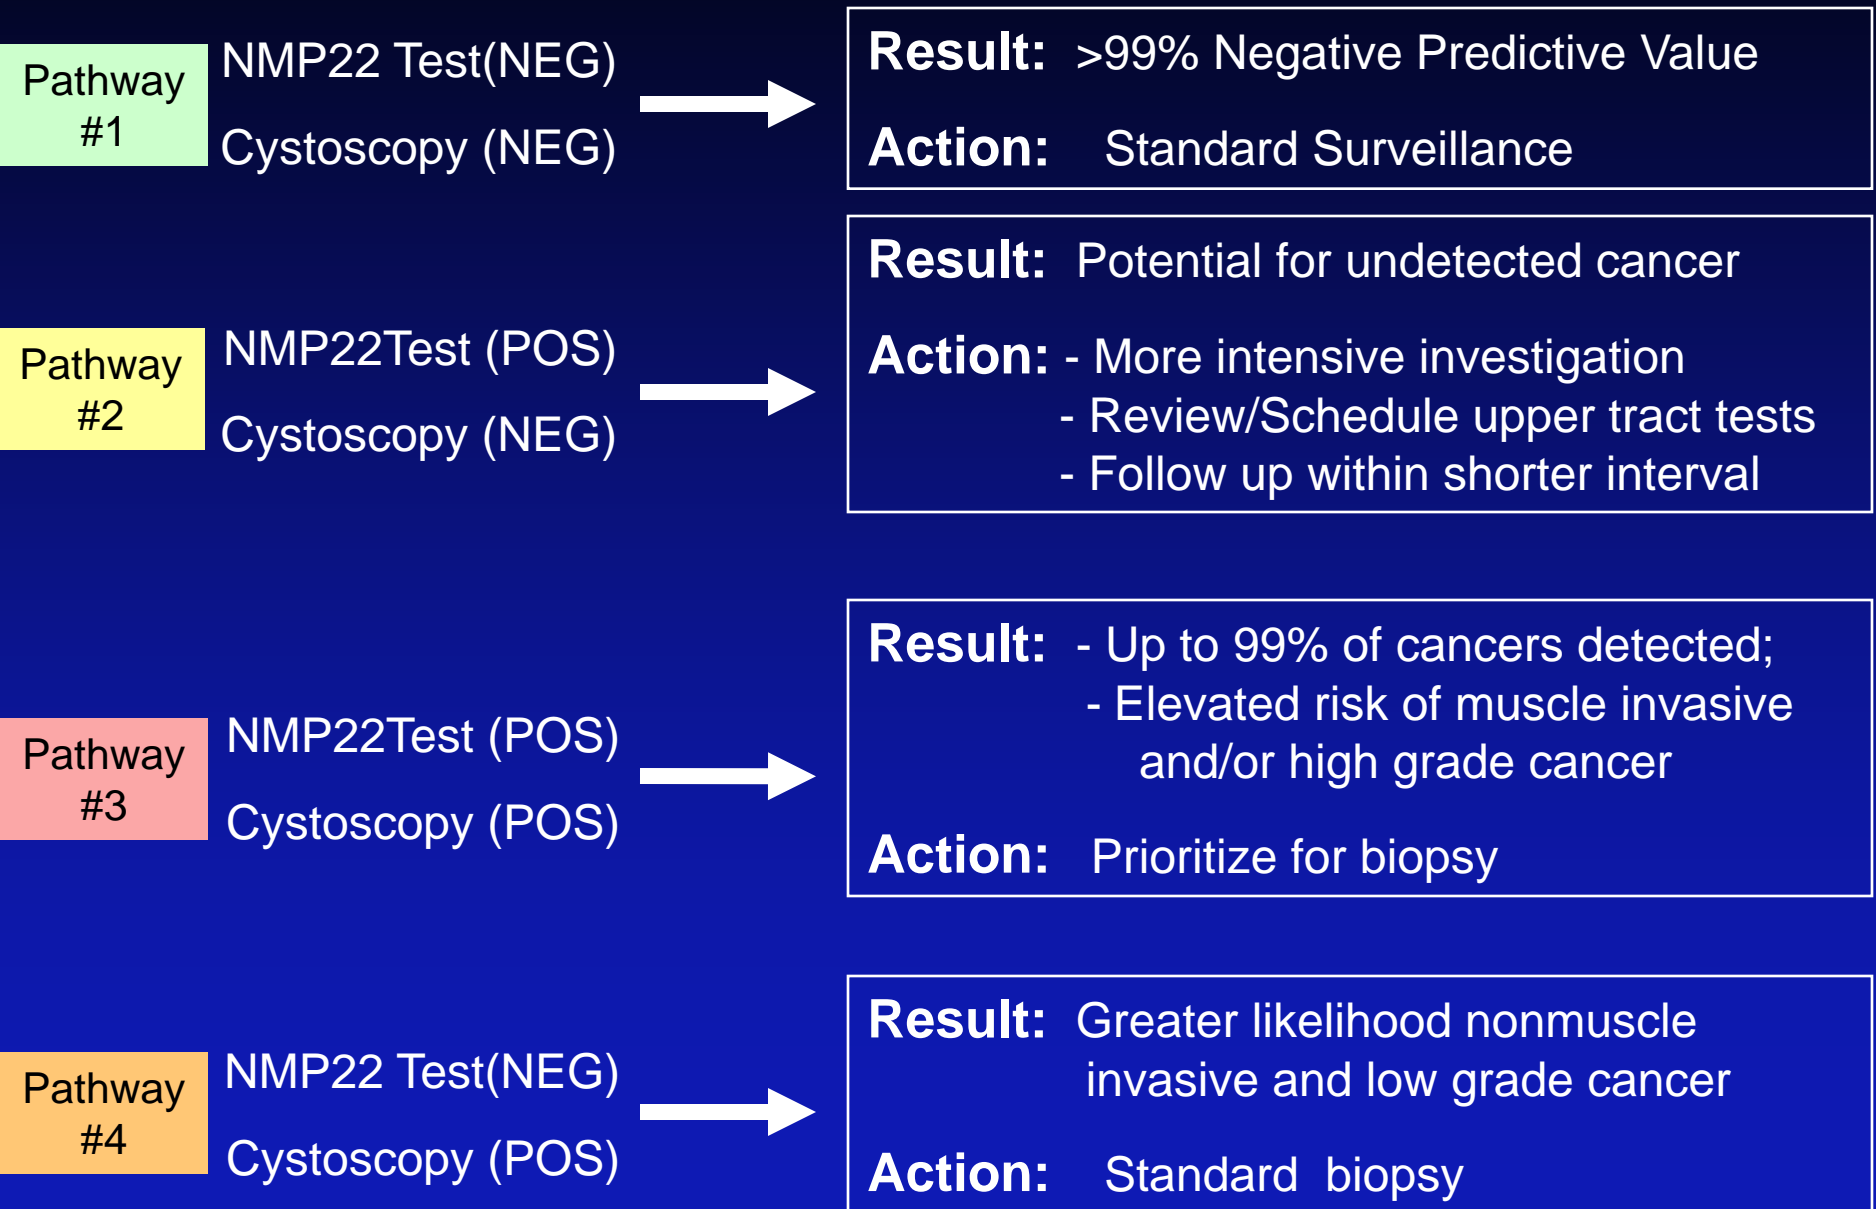 Pathway
#1
NMP22 Test(NEG)
Cystoscopy (NEG)
Result: >99% Negative Predictive Value
Action: Standard Surveillance
Pathway
#2
NMP22Test (POS)
Cystoscopy (NEG)
Result: Potential for undetected cancer
Action: - More intensive investigation
- Review/Schedule upper tract tests
- Follow up within shorter interval
Pathway
#3
NMP22Test (POS)
Cystoscopy (POS)
Result: - Up to 99% of cancers detected;
- Elevated risk of muscle invasive
and/or high grade cancer
Action: Prioritize for biopsy
Pathway
#4
NMP22 Test(NEG)
Cystoscopy (POS)
Result: Greater likelihood nonmuscle
invasive and low grade cancer
Action: Standard biopsy